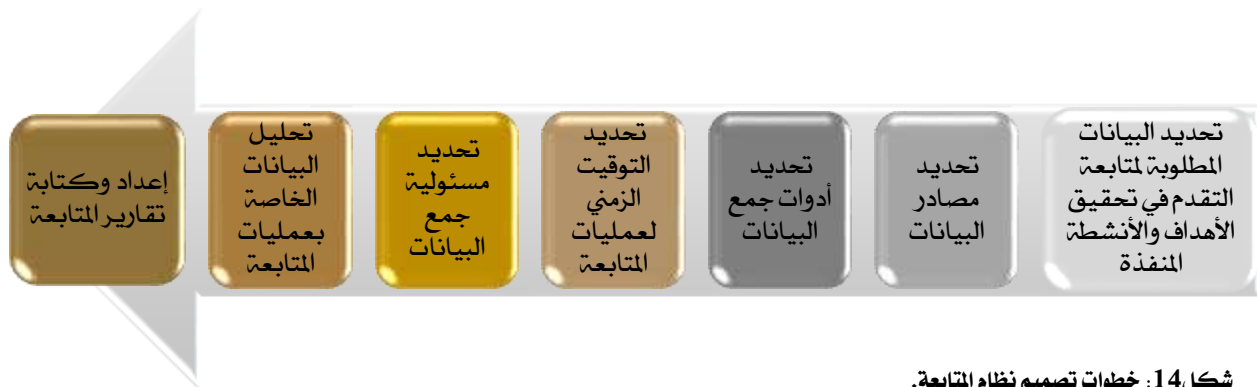 تحديد البيانات
المطلوبة لمتابعة
التقدم في تحقيق
الأهداف والأنشطة
المنفذة
تحديد
مصادر
البيانات
تحديد
أدوات جمع
البيانات
تحديد
التوقيت
الزمني
لعمليات
المتابعة
تحديد
مسئولية
جمع
البيانات
تحليل
البيانات
الخاصة
بعمليات
المتابعة
إعداد وكتابة
تقارير المتابعة
شكل14: خطوات تصميم نظام المتابعة.